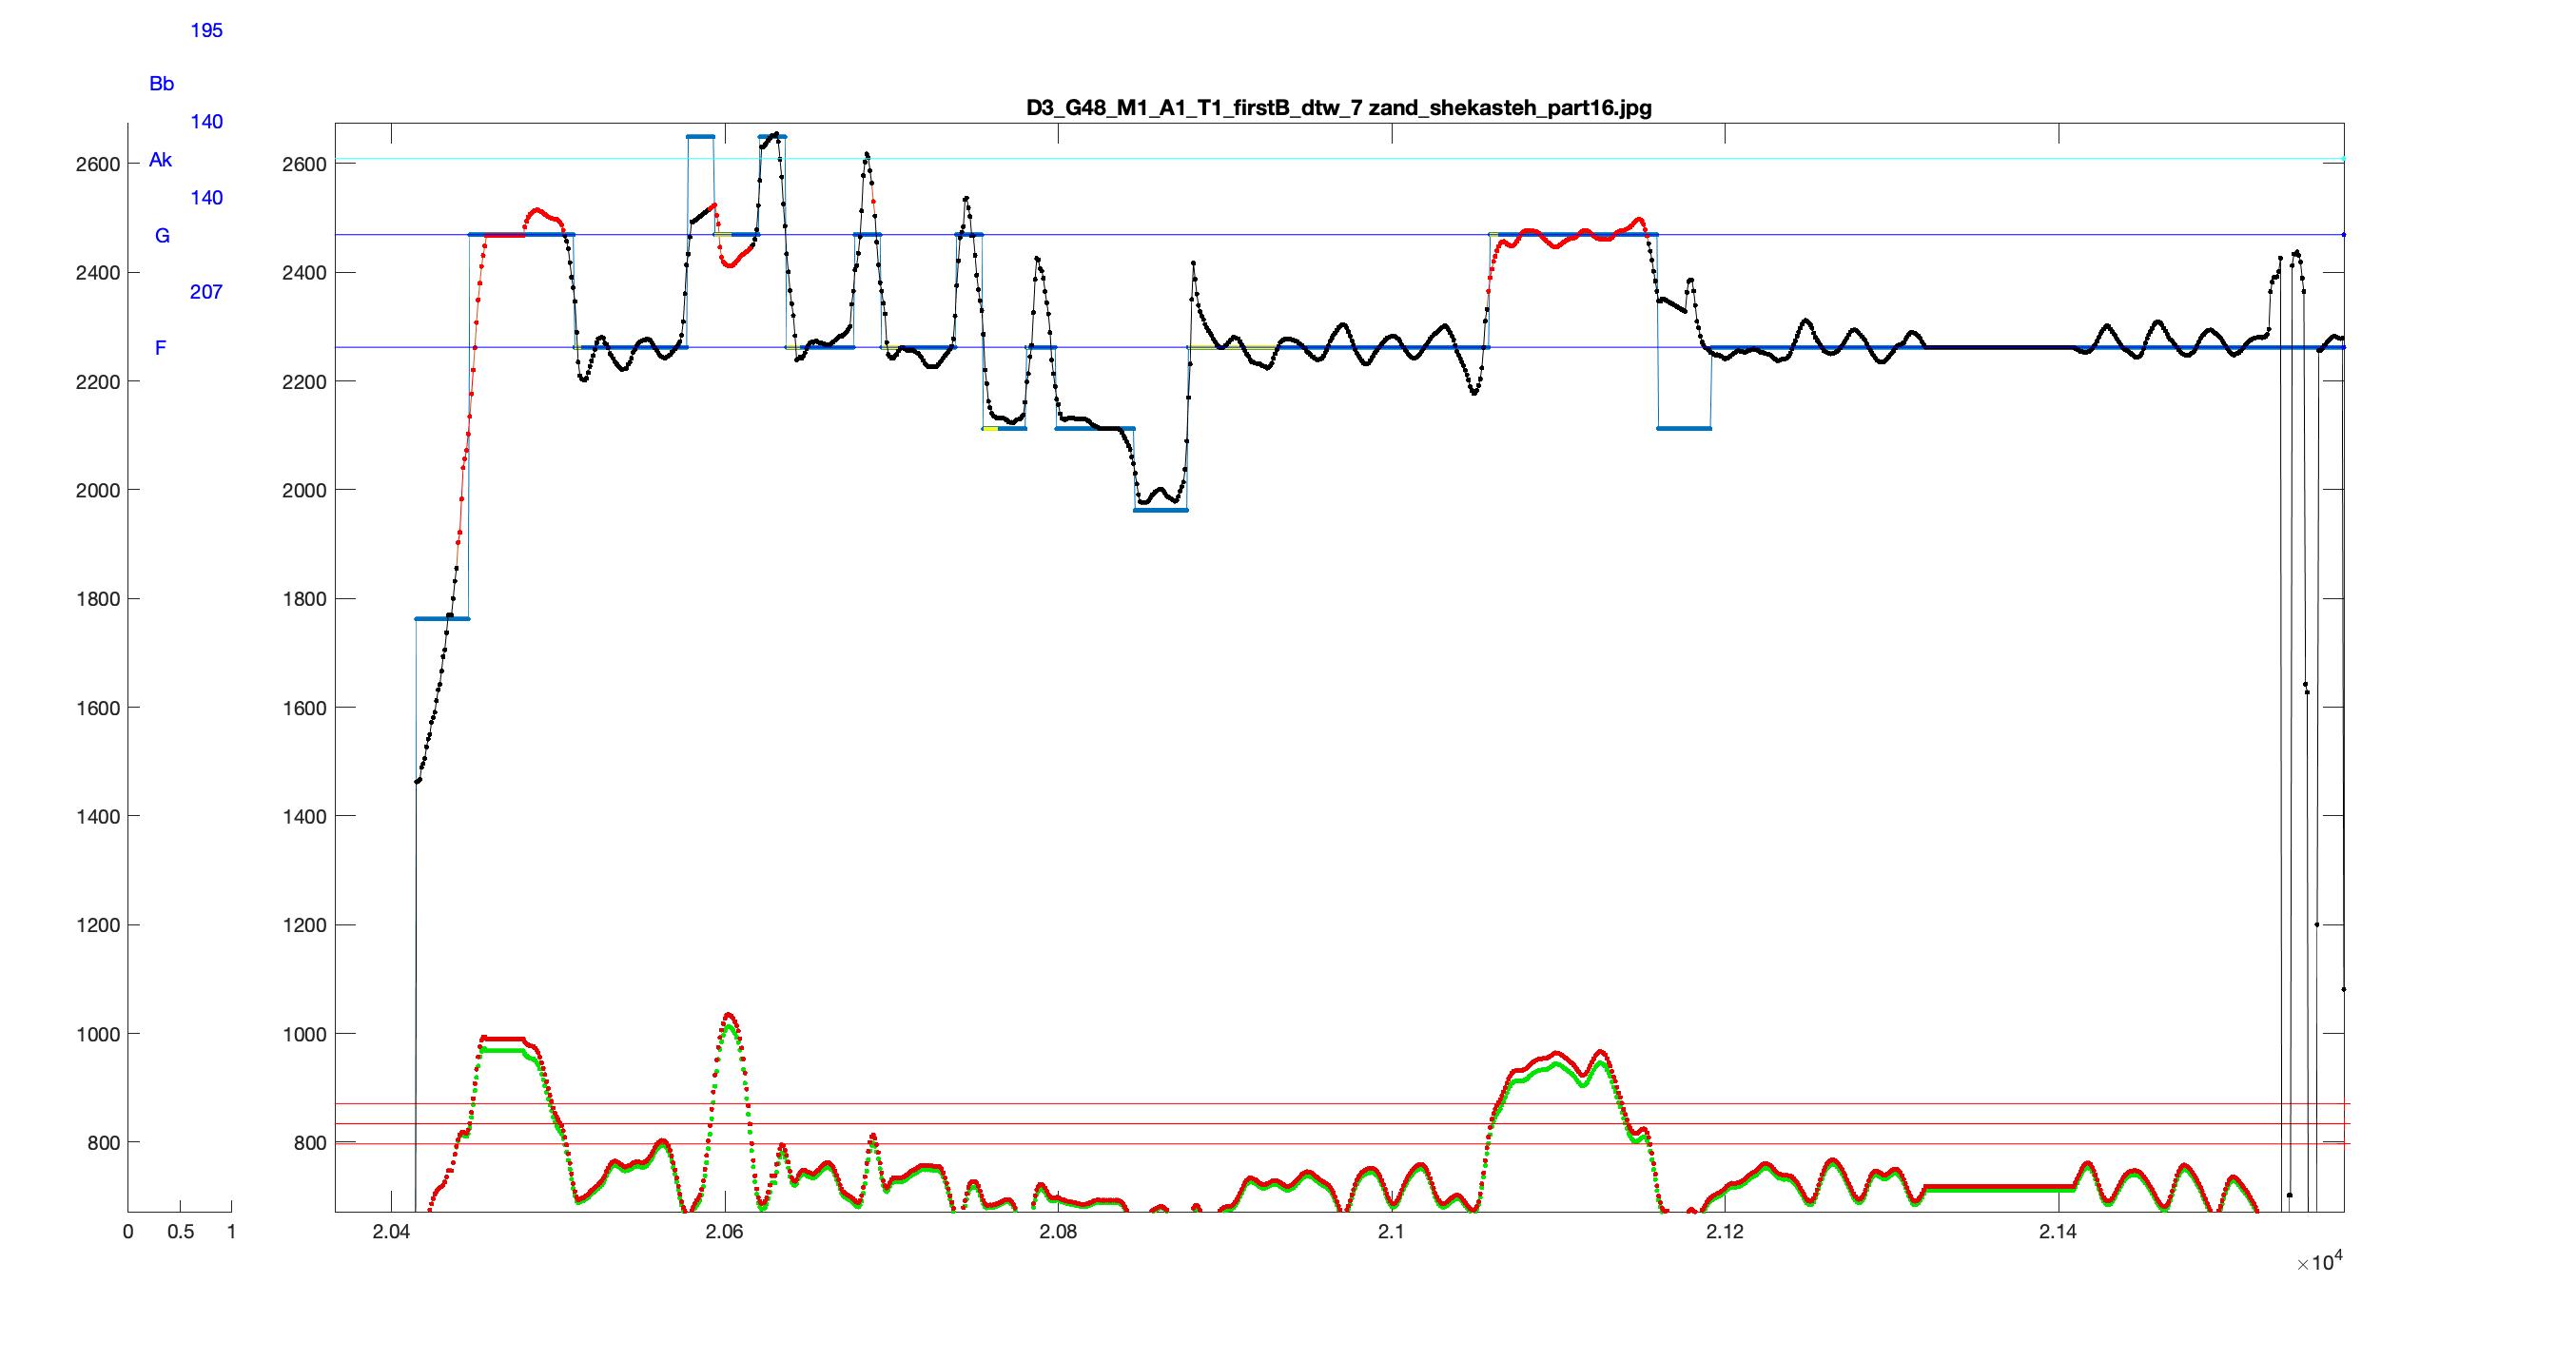 195
Bb
D3_G48_M1_A1_T1_firstB_dtw_7 zand_shekasteh_part16.jpg
140
2600 Ak 2600
140
G
2400 2400
207
F
2200 2200
2000 2000
1800 1800
1600 1600
1400 1400
1200 1200
1000 1000
800 800
0 0.5 1 2.04 2.06 2.08 2.1 2.12 2.14
×10^4